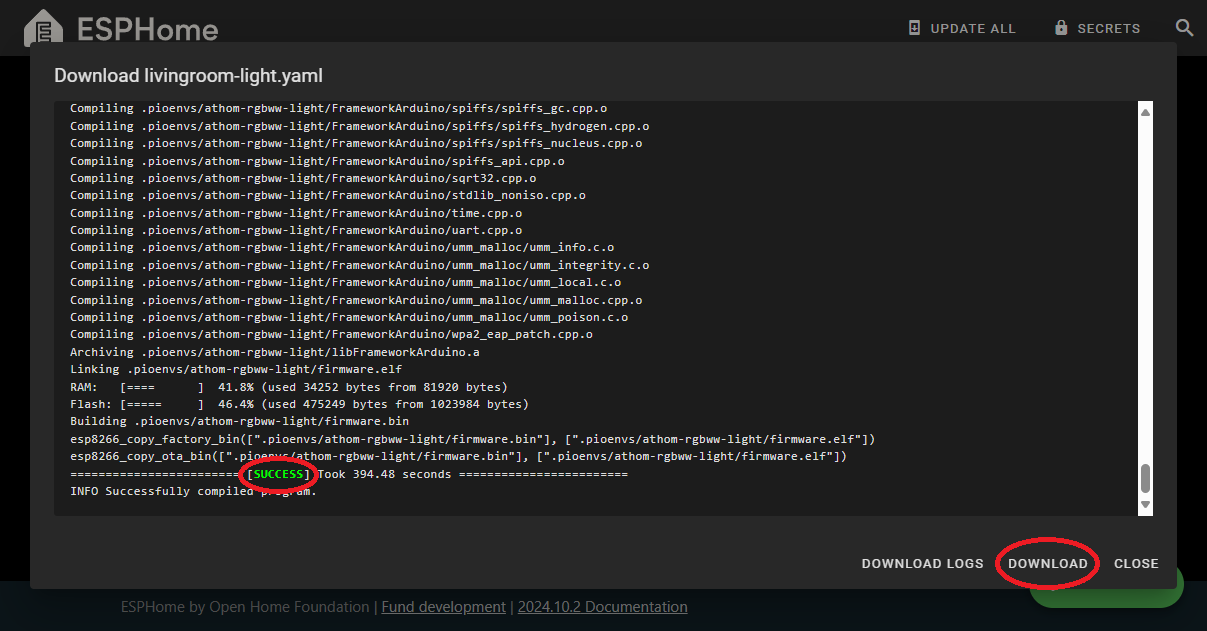 ESPHome
UPDATE ALL
SECRETS
Download livingroom-light.yaml
Compiling .pioenvs/athom-rgbww-light/FrameworkArduino/spiffs/spiffs_gc.cpp.o
Compiling .pioenvs/athom-rgbww-light/FrameworkArduino/spiffs/spiffs_hydrogen.cpp.o
Compiling .pioenvs/athom-rgbww-light/FrameworkArduino/spiffs/spiffs_nucleus.cpp.o
Compiling .pioenvs/athom-rgbww-light/FrameworkArduino/spiffs_api.cpp.o
Compiling .pioenvs/athom-rgbww-light/FrameworkArduino/sqrt32.cpp.o
Compiling .pioenvs/athom-rgbww-light/FrameworkArduino/stdlib_noniso.cpp.o
Compiling .pioenvs/athom-rgbww-light/FrameworkArduino/time.cpp.o
Compiling .pioenvs/athom-rgbww-light/FrameworkArduino/uart.cpp.o
Compiling .pioenvs/athom-rgbww-light/FrameworkArduino/umm_malloc/umm_info.c.o
Compiling .pioenvs/athom-rgbww-light/FrameworkArduino/umm_malloc/umm_integrity.c.o
Compiling .pioenvs/athom-rgbww-light/FrameworkArduino/umm_malloc/umm_local.c.o
Compiling .pioenvs/athom-rgbww-light/FrameworkArduino/umm_malloc/umm_malloc.cpp.o
Compiling .pioenvs/athom-rgbww-light/FrameworkArduino/umm_malloc/umm_poison.c.o
Compiling .pioenvs/athom-rgbww-light/FrameworkArduino/wpa2_eap_patch.cpp.o
Archiving .pioenvs/athom-rgbww-light/libFrameworkArduino.a
Linking .pioenvs/athom-rgbww-light/firmware.elf
RAM:   [====      ]  41.8% (used 34252 bytes from 81920 bytes)
Flash: [=====     ]  46.4% (used 475249 bytes from 1023984 bytes)
Building .pioenvs/athom-rgbww-light/firmware.bin
esp8266_copy_factory_bin([".pioenvs/athom-rgbww-light/firmware.bin"], [".pioenvs/athom-rgbww-light/firmware.elf"])
esp8266_copy_ota_bin([".pioenvs/athom-rgbww-light/firmware.bin"], [".pioenvs/athom-rgbww-light/firmware.elf"])
======================== [SUCCESS] Took 394.48 seconds ========================
INFO Successfully compiled program.
DOWNLOAD LOGS
DOWNLOAD
CLOSE
ESPHome by Open Home Foundation | Fund development | 2024.10.2 Documentation